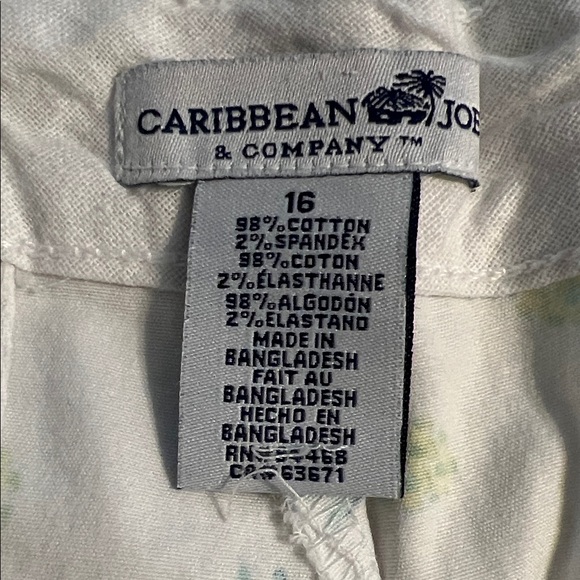 CARIBBEAN JOE
& COMPANY™
16
98% COTTON
2% SPANDEX
98% COTON
2% ÉLASTHANNE
98% ALGODÓN
2% ELASTANO
MADE IN
BANGLADESH
FAIT AU
BANGLADESH
HECHO EN
BANGLADESH
CA# 63671